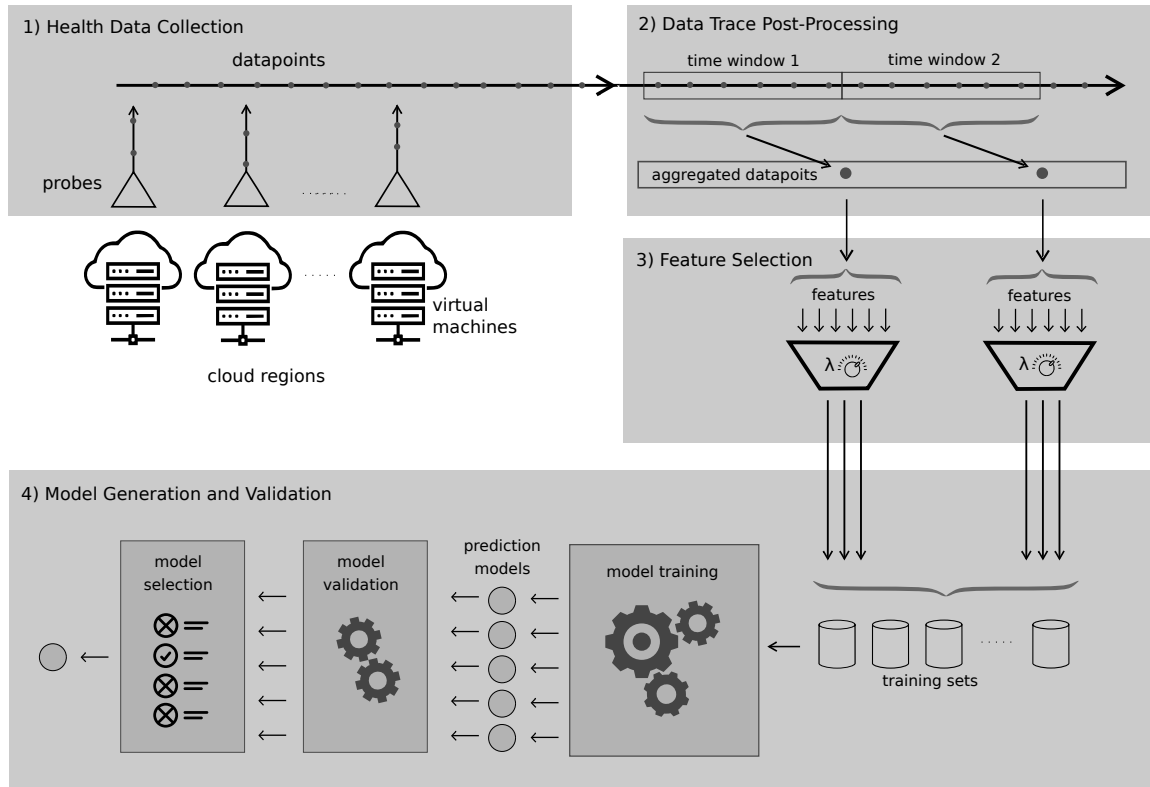 1) Health Data Collection
datapoints
probes
virtual
machines
cloud regions
2) Data Trace Post-Processing
time window 1
time window 2
aggregated datapoits
3) Feature Selection
features
features
λ
λ
4) Model Generation and Validation
model
selection
model
validation
prediction
models
model training
training sets